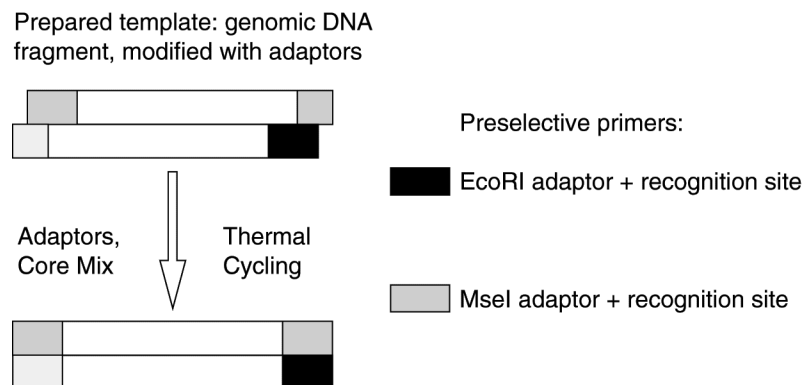 Prepared template: genomic DNA
fragment, modified with adaptors
Preselective primers:
EcoRI adaptor + recognition site
Adaptors,
Core Mix
Thermal
Cycling
MseI adaptor + recognition site